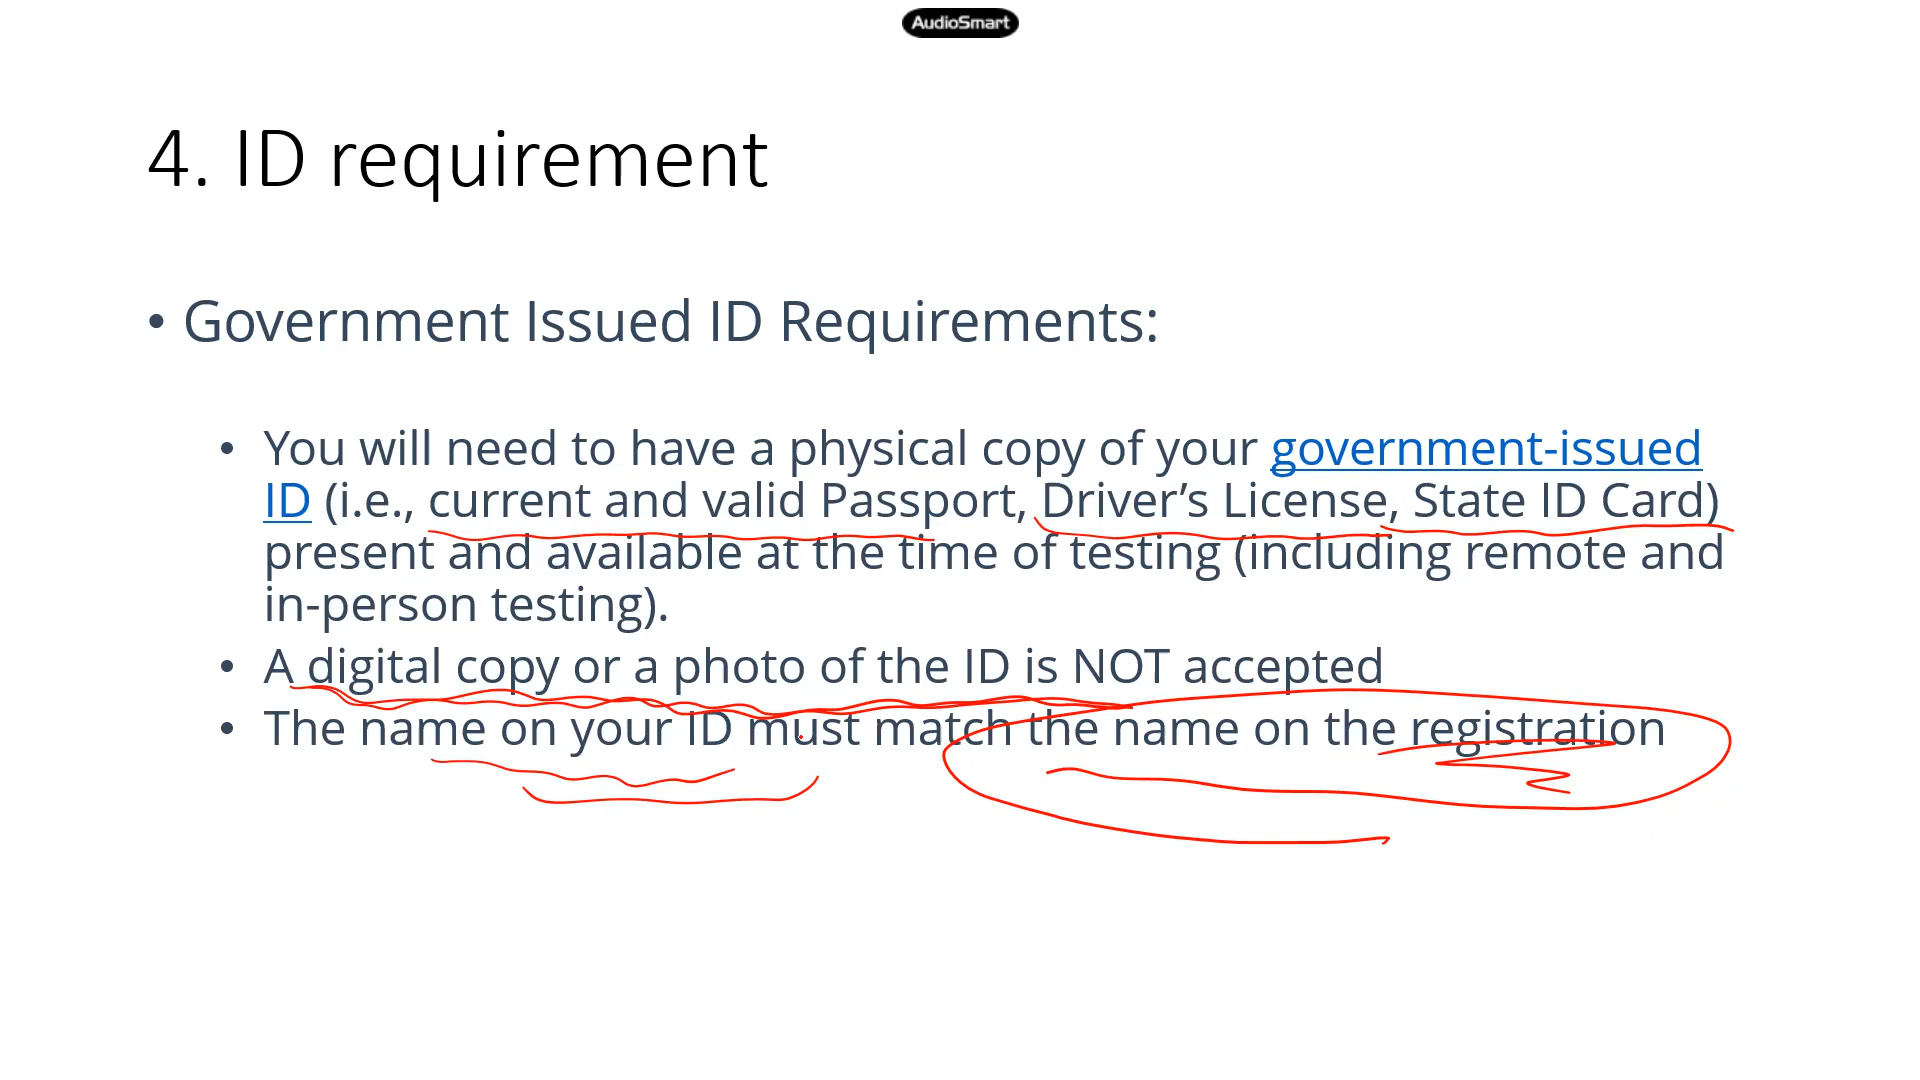 AudioSmart
4. ID requirement
• Government Issued ID Requirements:
• You will need to have a physical copy of your government-issued
ID (i.e., current and valid Passport, Driver’s License, State ID Card)
present and available at the time of testing (including remote and
in-person testing).
• A digital copy or a photo of the ID is NOT accepted
• The name on your ID must match the name on the registration